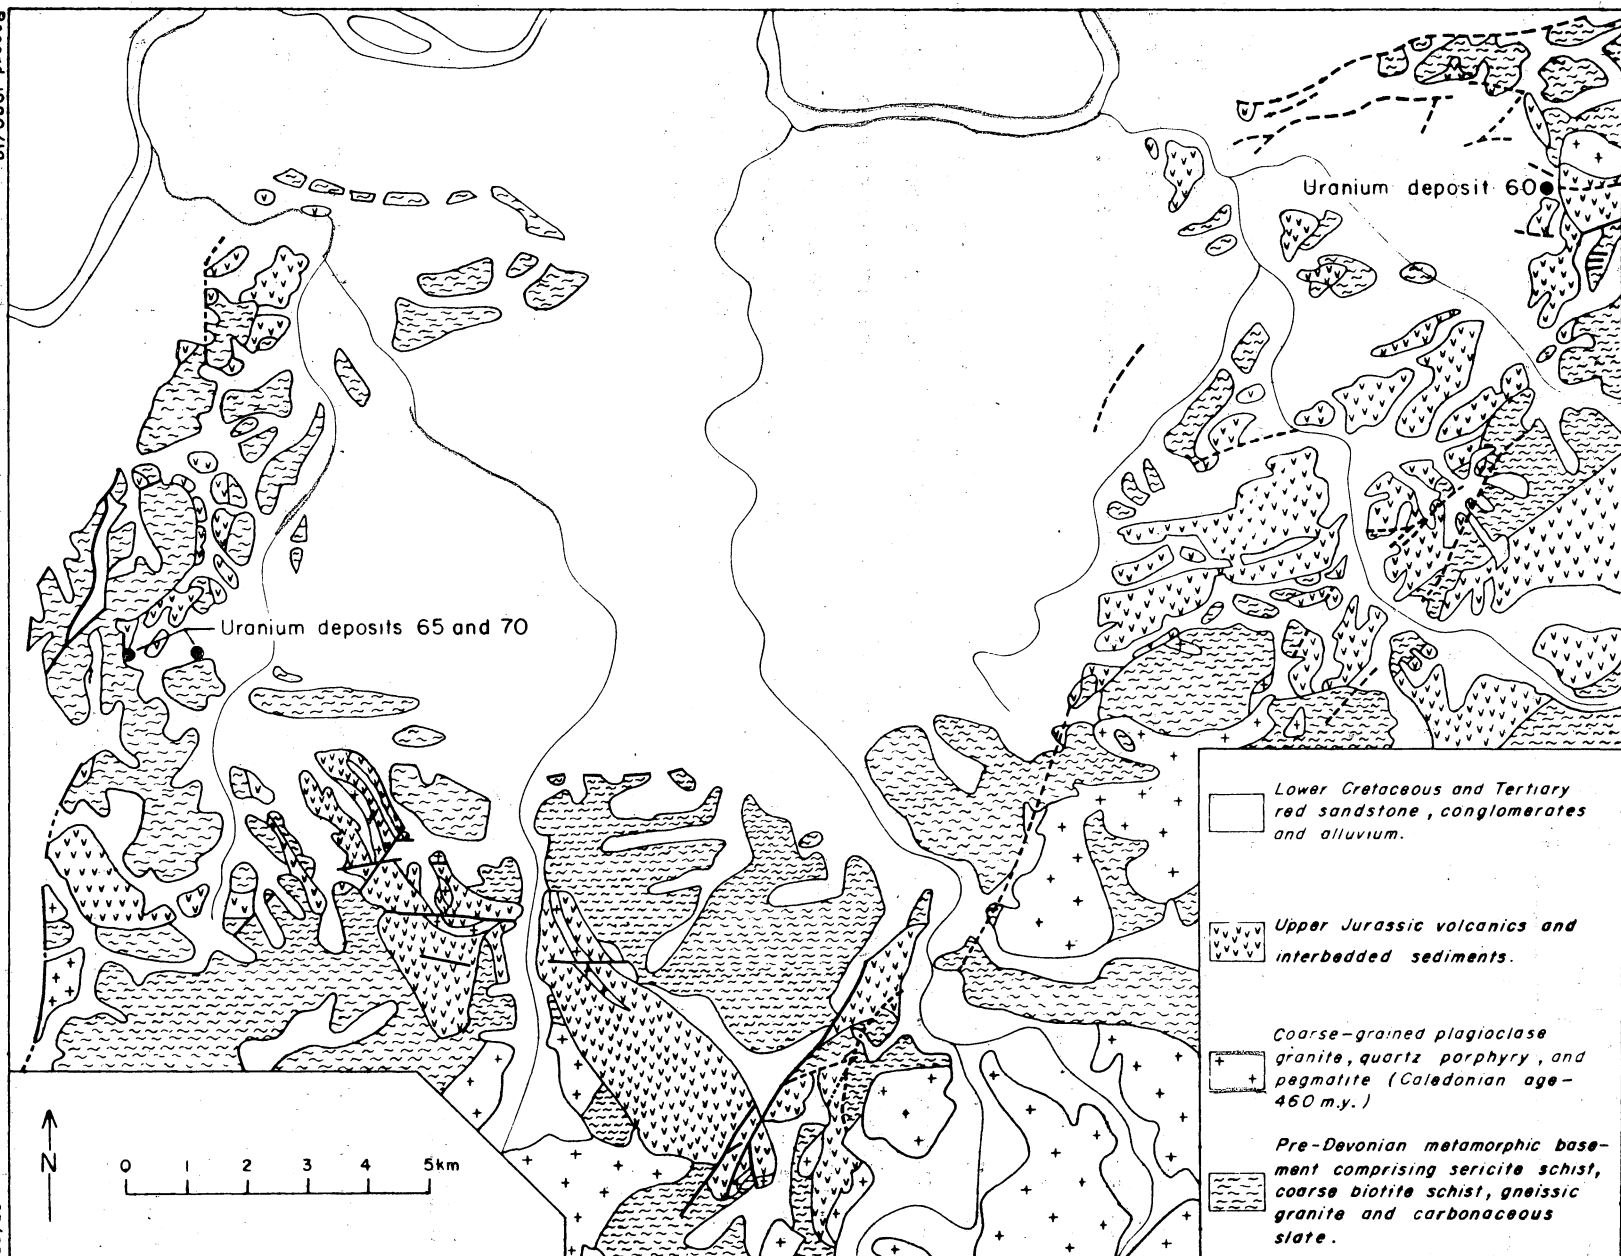 Uranium deposit 60
Uranium deposits 65 and 70
Lower Cretaceous and Tertiary
red sandstone, conglomerates
and alluvium.
Upper Jurassic volcanics and
interbedded sediments.
Coarse-grained plagioclase
granite, quartz porphyry, and
pegmatite (Caledonian age-
460 m.y.)
Pre-Devonian metamorphic base-
ment comprising sericite schist,
coarse biotite schist, gneissic
granite and carbonaceous
slate.
N
0 1 2 3 4 5km